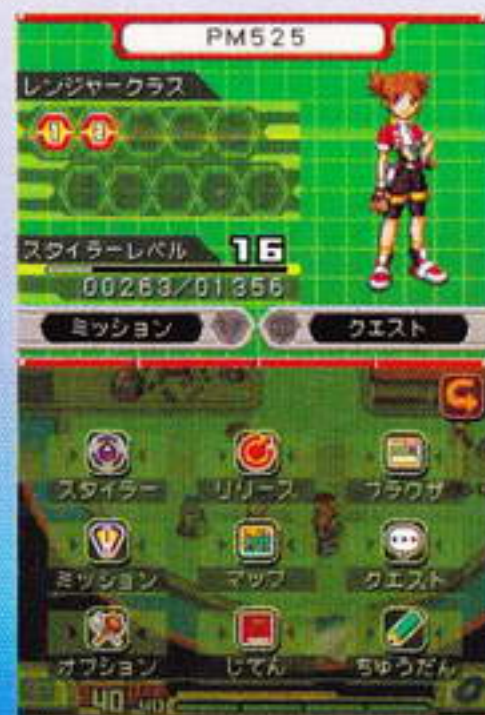 PM525
レンジャークラス
1 2
スタイラーレベル 16
00263/01356
ミッション クエスト
スタイラー リリース ブラウザ
ミッション マップ クエスト
オプション じてん ちゅうだん
40